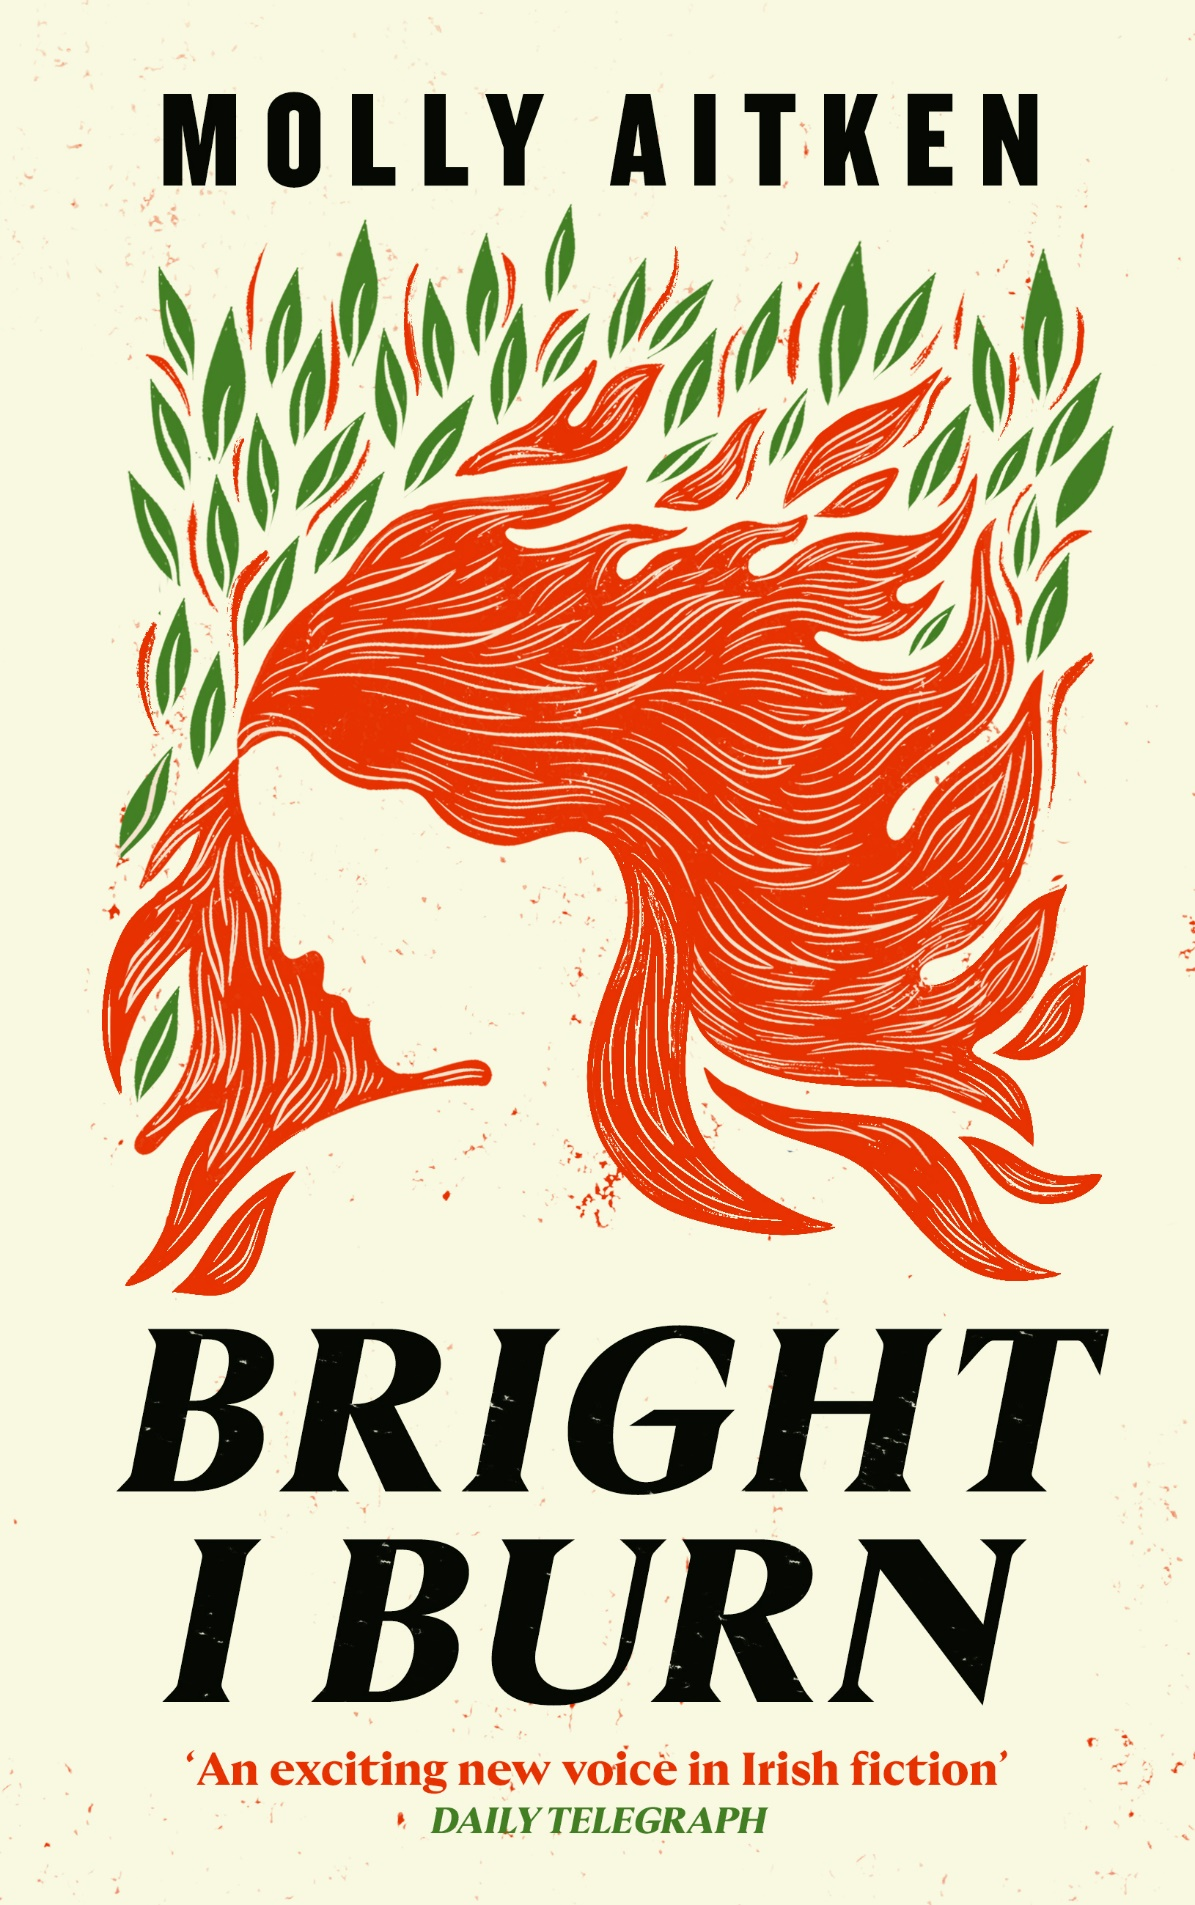 MOLLY AITKEN
BRIGHT
I BURN
‘An exciting new voice in Irish fiction’
DAILY TELEGRAPH